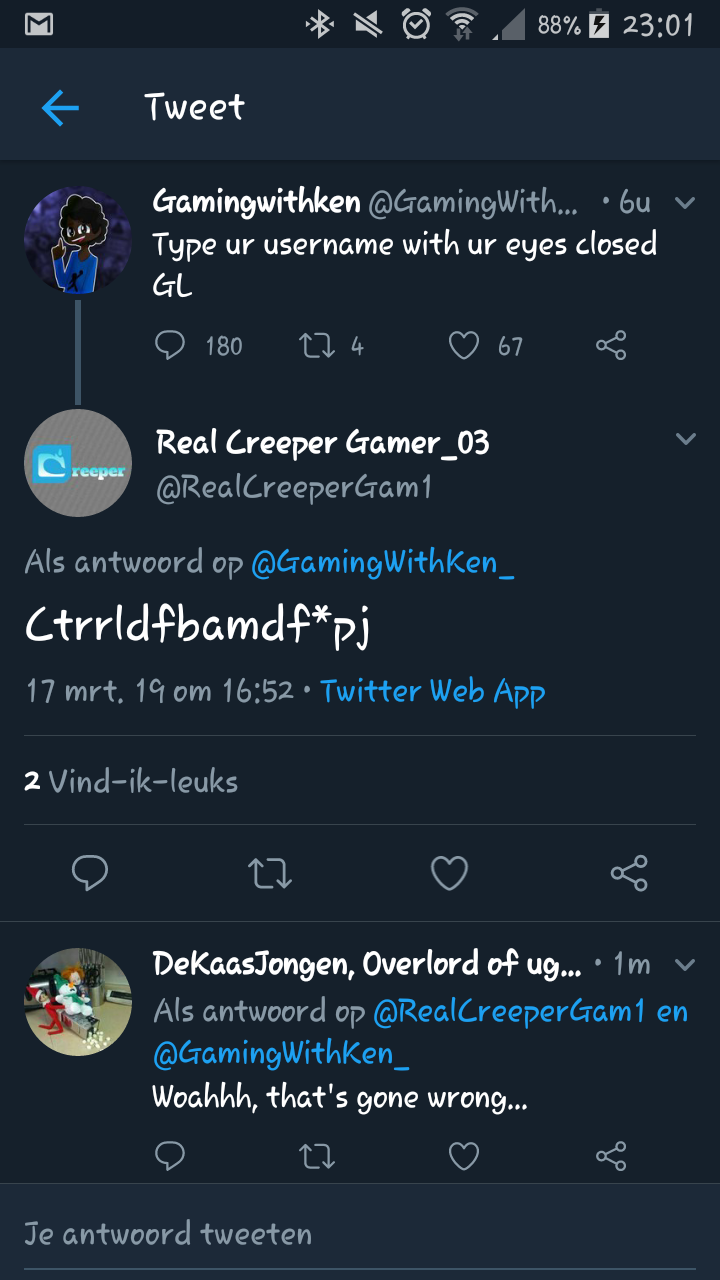 88% 23:01
Tweet
Gamingwithken @GamingWith... · 6u
Type ur username with ur eyes closed
GL
180 4 67
Creeper
Real Creeper Gamer_03
@RealCreeperGam1
Als antwoord op @GamingWithKen_
Ctrrldfbamdf*pj
17 mrt. 19 om 16:52 · Twitter Web App
2 Vind-ik-leuks
DeKaasJongen, Overlord of ug... · 1m
Als antwoord op @RealCreeperGam1 en
@GamingWithKen_
Woahhh, that's gone wrong...
Je antwoord tweeten